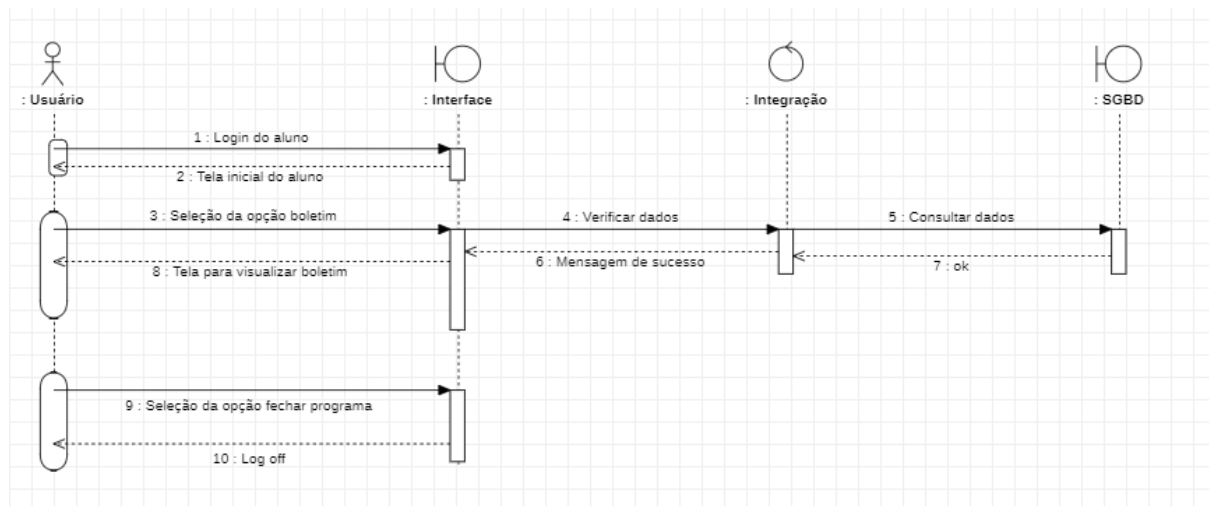 : Usuário
: Interface
: Integração
: SGBD
1 : Login do aluno
2 : Tela inicial do aluno
3 : Seleção da opção boletim
4 : Verificar dados
5 : Consultar dados
6 : Mensagem de sucesso
7 : ok
8 : Tela para visualizar boletim
9 : Seleção da opção fechar programa
10 : Log off